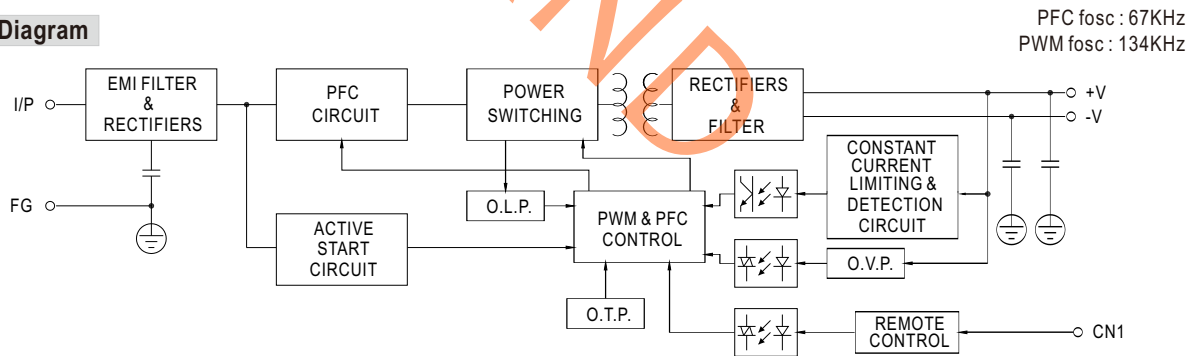 Diagram
PFC fosc : 67KHz
PWM fosc : 134KHz
I/P
EMI FILTER
&
RECTIFIERS
PFC
CIRCUIT
POWER
SWITCHING
RECTIFIERS
&
FILTER
+V
-V
FG
ACTIVE
START
CIRCUIT
O.L.P.
PWM & PFC
CONTROL
O.T.P.
CONSTANT
CURRENT
LIMITING &
DETECTION
CIRCUIT
O.V.P.
REMOTE
CONTROL
CN1